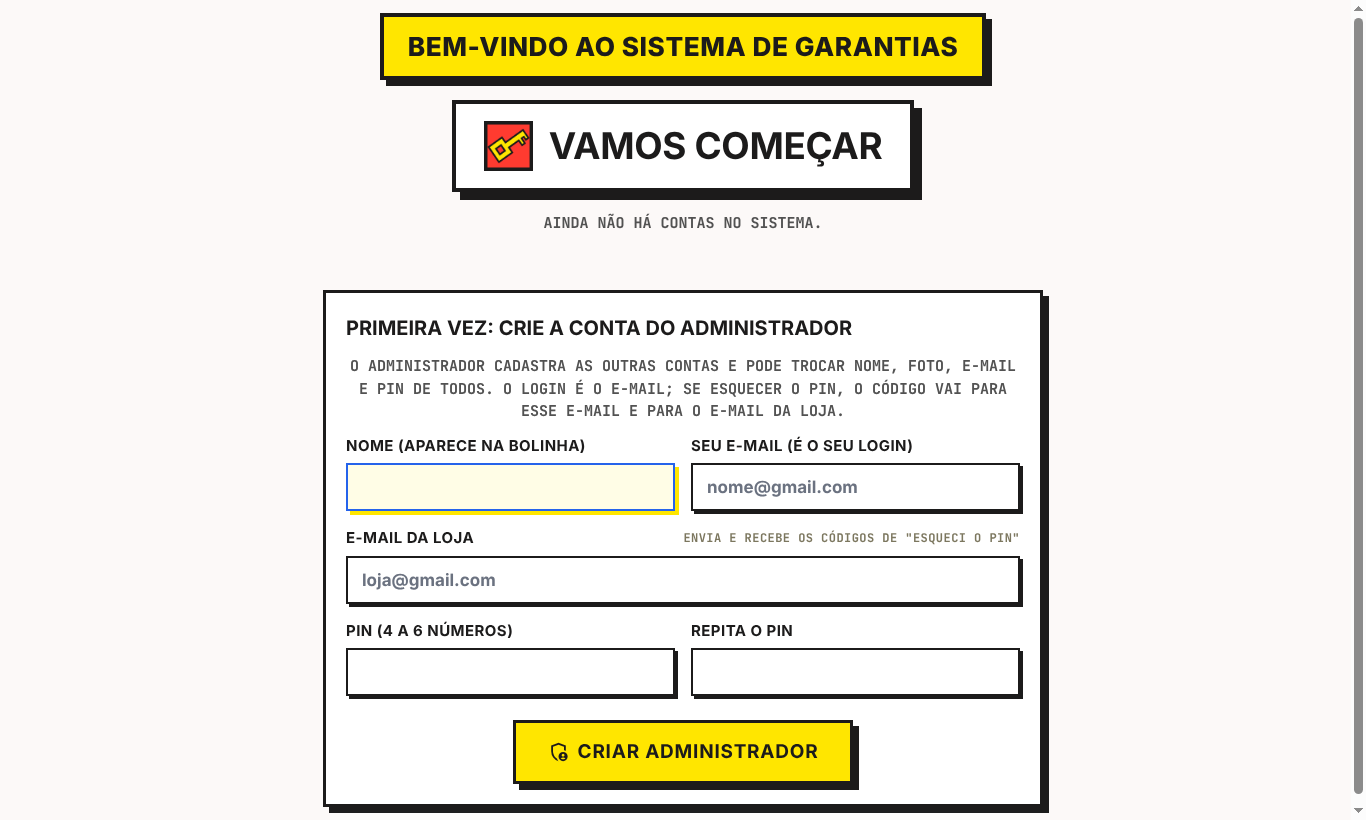 BEM-VINDO AO SISTEMA DE GARANTIAS
VAMOS COMEÇAR
AINDA NÃO HÁ CONTAS NO SISTEMA.
PRIMEIRA VEZ: CRIE A CONTA DO ADMINISTRADOR
O ADMINISTRADOR CADASTRA AS OUTRAS CONTAS E PODE TROCAR NOME, FOTO, E-MAIL
E PIN DE TODOS. O LOGIN É O E-MAIL; SE ESQUECER O PIN, O CÓDIGO VAI PARA
ESSE E-MAIL E PARA O E-MAIL DA LOJA.
NOME (APARECE NA BOLINHA)
SEU E-MAIL (É O SEU LOGIN)
nome@gmail.com
E-MAIL DA LOJA
ENVIA E RECEBE OS CÓDIGOS DE "ESQUECI O PIN"
loja@gmail.com
PIN (4 A 6 NÚMEROS)
REPITA O PIN
CRIAR ADMINISTRADOR